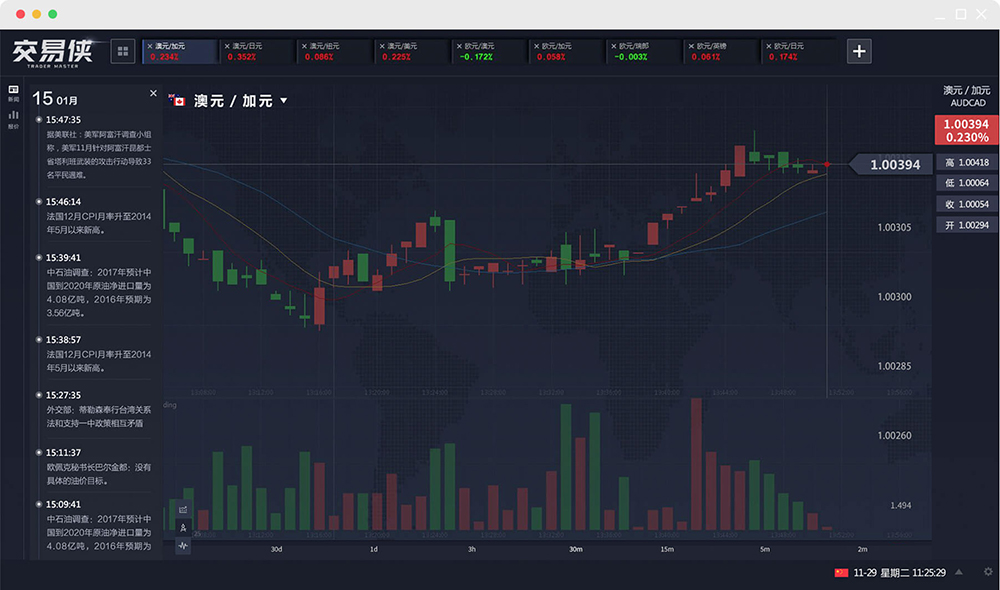 交易侠
TRADER MASTER
澳元/加元
0.234%
澳元/日元
0.352%
澳元/纽元
0.086%
澳元/美元
0.225%
欧元/澳元
-0.172%
欧元/加元
0.058%
欧元/瑞郎
-0.003%
欧元/英镑
0.061%
欧元/日元
0.174%
新闻
报价
15 01月
15:47:35
据美联社：美军阿富汗调查小组
称，美军11月针对阿富汗昆都士
省塔利班武装的攻击行动导致33
名平民遇难。
15:46:14
法国12月CPI月率升至2014
年5月以来新高。
15:39:41
中石油调查：2017年预计中
国到2020年原油净进口量为
4.08亿吨，2016年预期为
3.56亿吨。
15:38:57
法国12月CPI月率升至2014
年5月以来新高。
15:27:35
外交部：蒂勒森奉行台湾关系
法和支持一中政策相互矛盾
15:11:37
欧佩克秘书长巴尔金都：没有
具体的油价目标。
15:09:41
中石油调查：2017年预计中
国到2020年原油净进口量为
4.08亿吨，2016年预期为
澳元 / 加元
澳元 / 加元
AUDCAD
1.00394
0.230%
1.00394
高 1.00418
低 1.00064
收 1.00054
开 1.00294
1.00305
1.00300
1.00285
1.00260
1.494
ding
30d 1d 3h 30m 15m 5m 2m
11-29 星期二 11:25:29